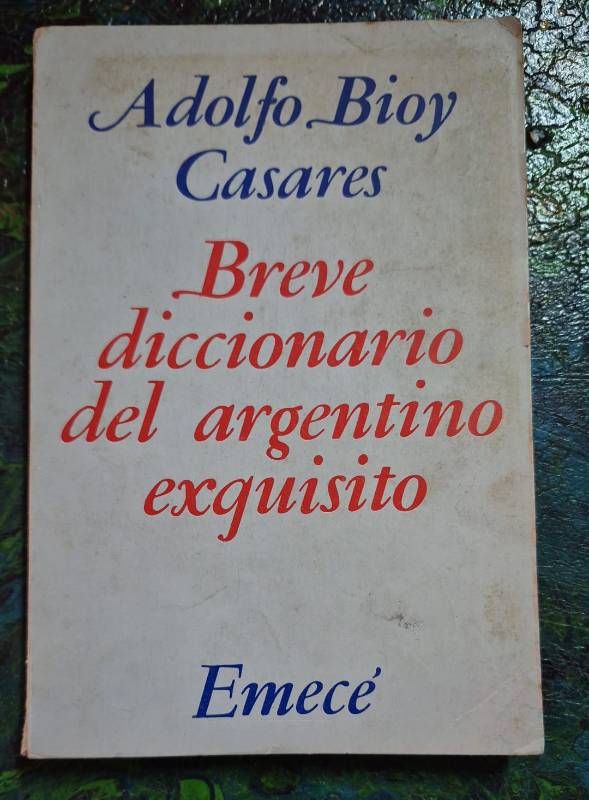 Adolfo Bioy
Casares
Breve
diccionario
del argentino
exquisito
Emecé